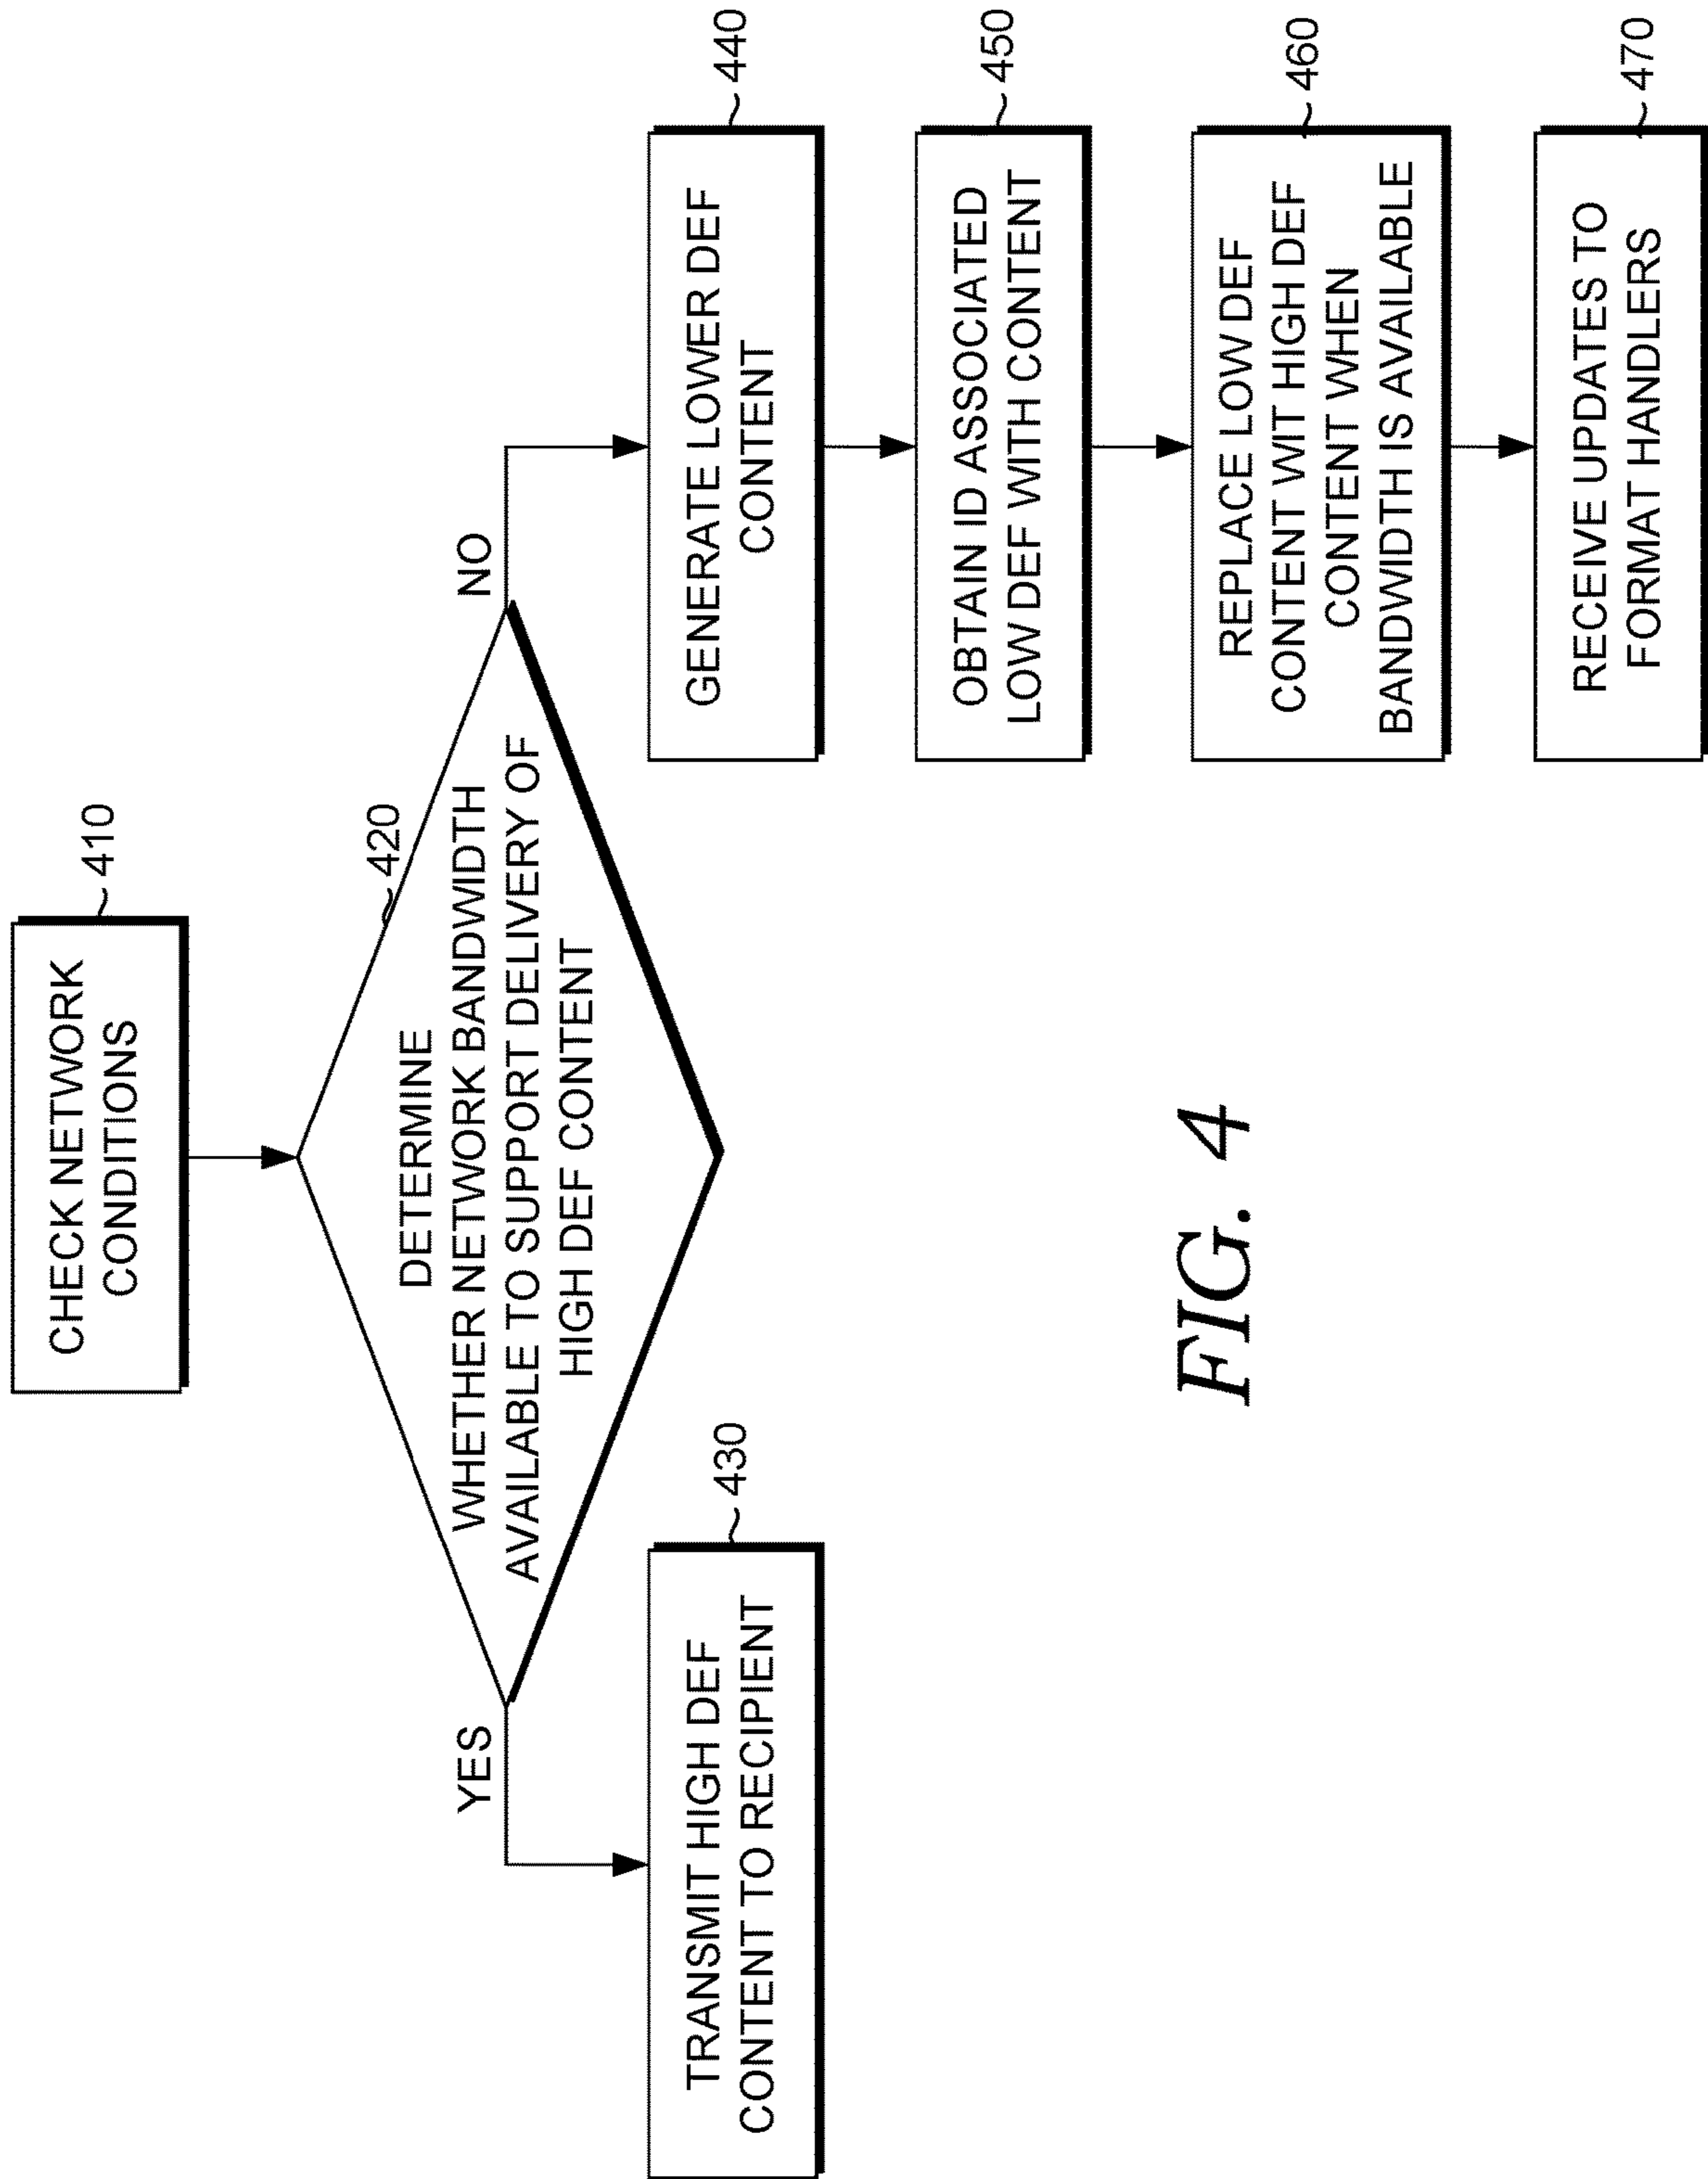 CHECK NETWORK
CONDITIONS
410
420
DETERMINE
WHETHER NETWORK BANDWIDTH
AVAILABLE TO SUPPORT DELIVERY OF
HIGH DEF CONTENT
YES
NO
TRANSMIT HIGH DEF
CONTENT TO RECIPIENT
430
GENERATE LOWER DEF
CONTENT
440
OBTAIN ID ASSOCIATED
LOW DEF WITH CONTENT
450
REPLACE LOW DEF
CONTENT WIT HIGH DEF
CONTENT WHEN
BANDWIDTH IS AVAILABLE
460
RECEIVE UPDATES TO
FORMAT HANDLERS
470
FIG. 4